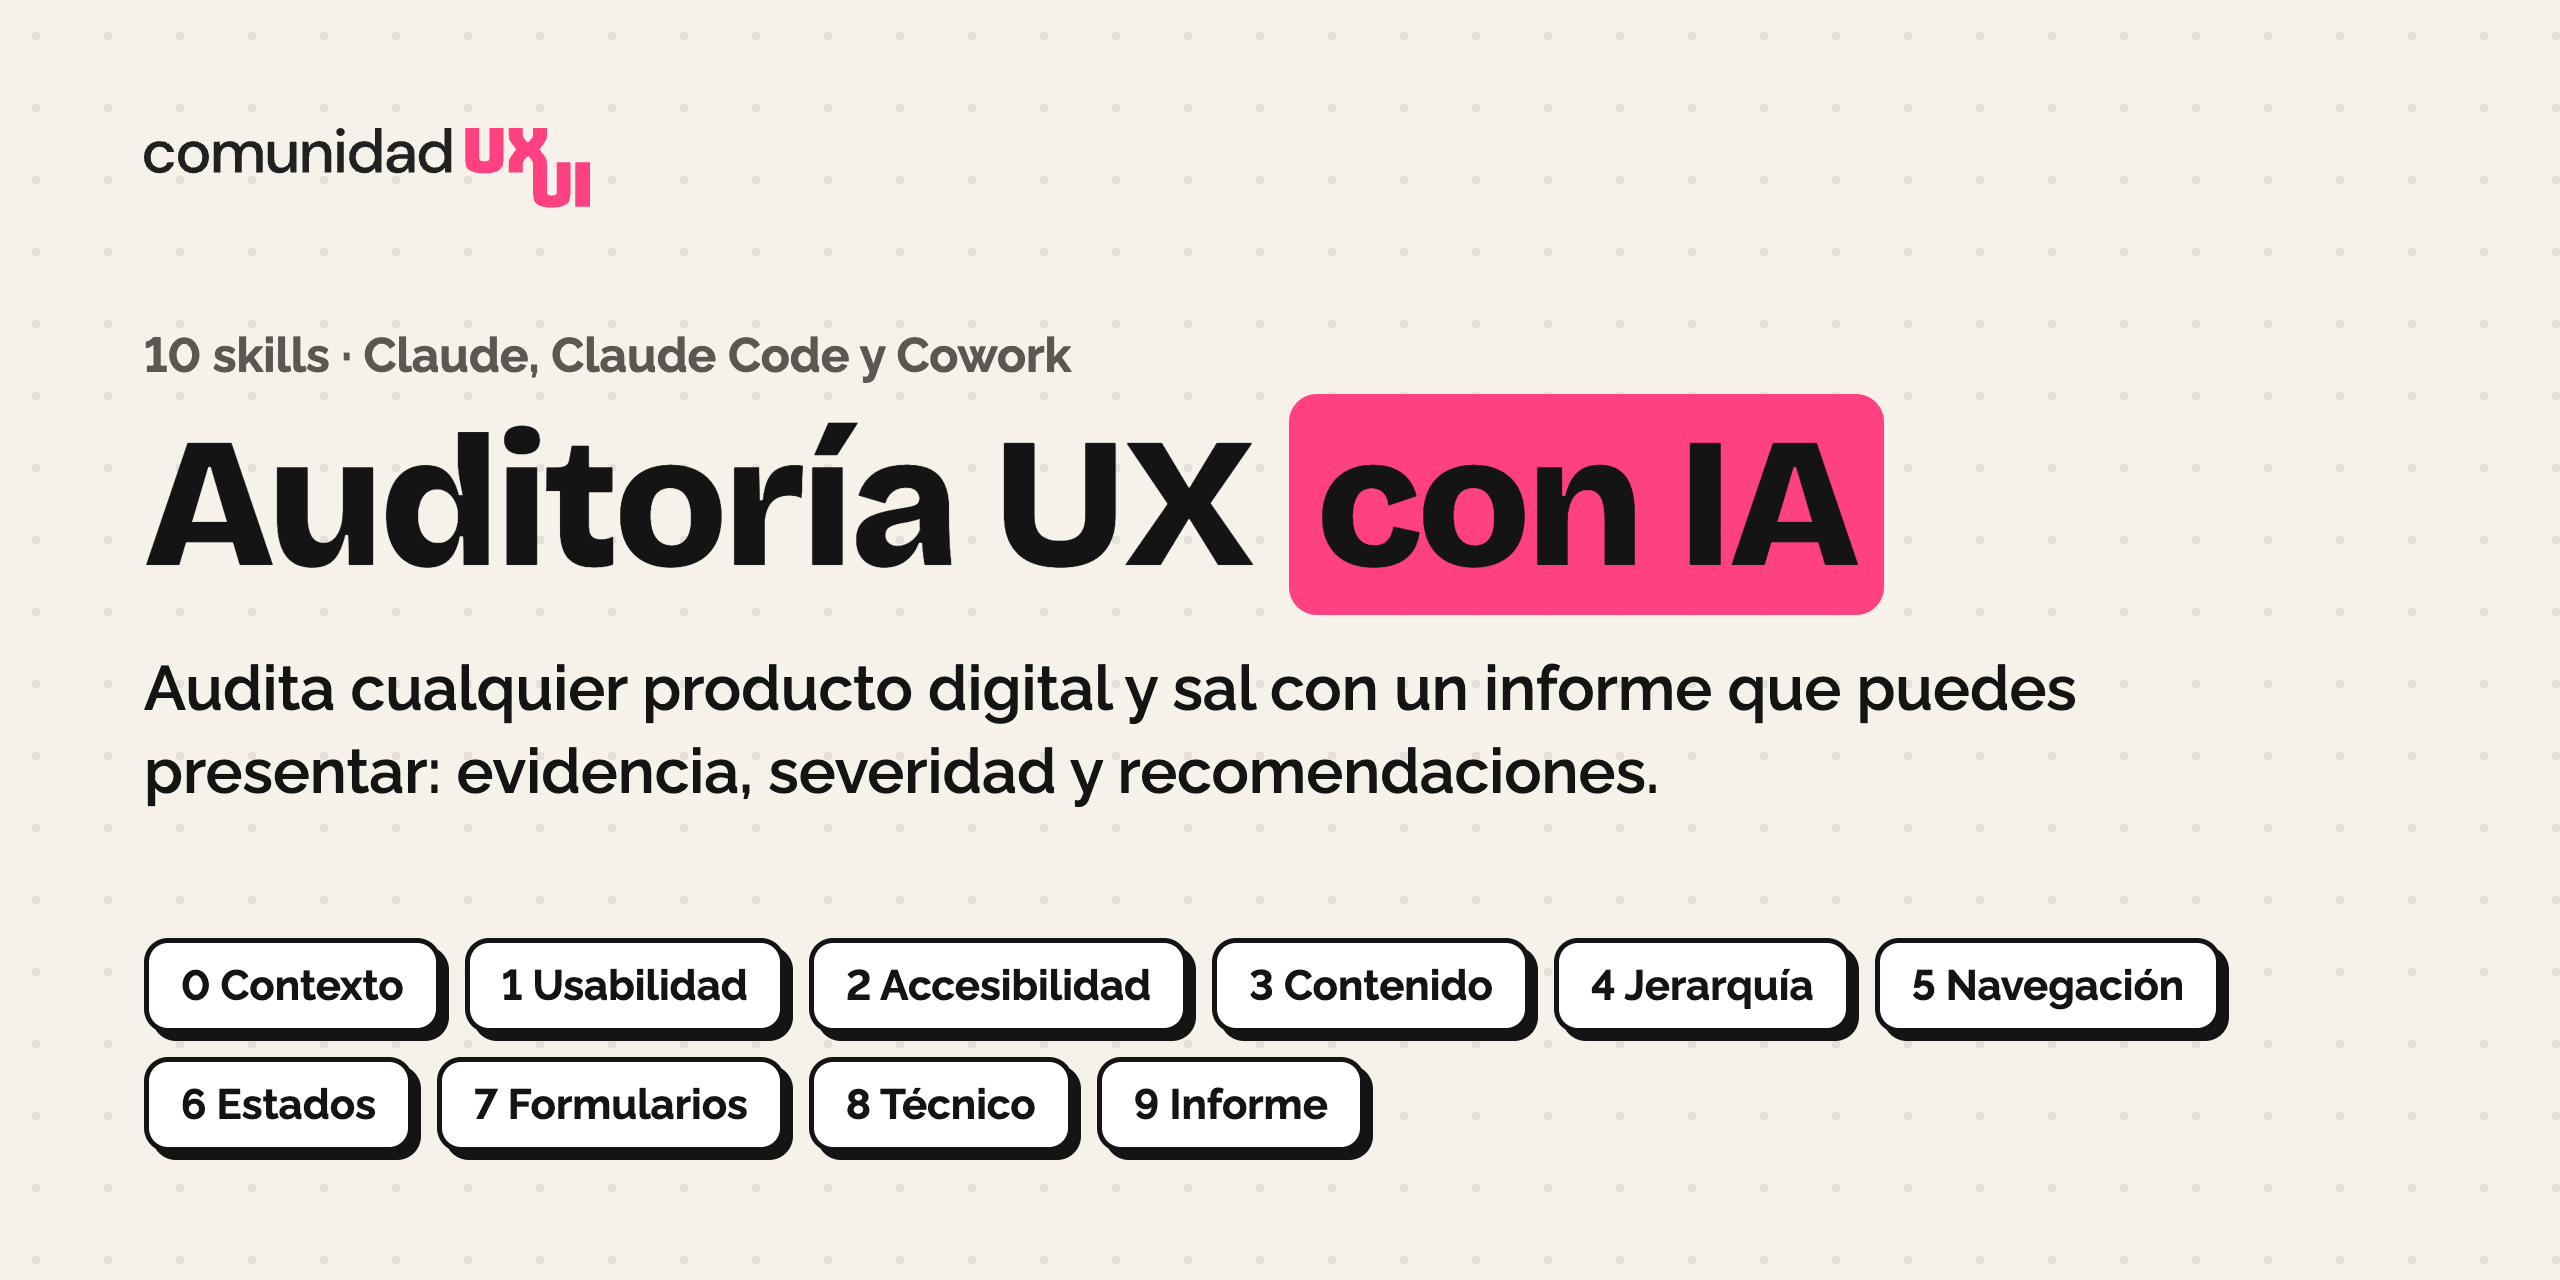 comunidad UX
UI
10 skills · Claude, Claude Code y Cowork
Auditoría UX con IA
Audita cualquier producto digital y sal con un informe que puedes
presentar: evidencia, severidad y recomendaciones.
0 Contexto
1 Usabilidad
2 Accesibilidad
3 Contenido
4 Jerarquía
5 Navegación
6 Estados
7 Formularios
8 Técnico
9 Informe